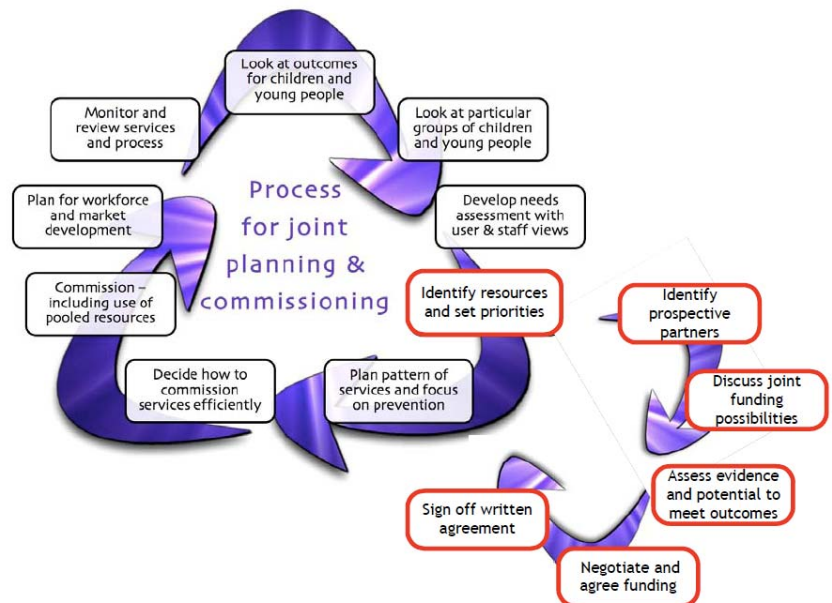 Look at outcomes
for children and
young people
Look at particular
groups of children
and young people
Develop needs
assessment with
user & staff views
Identify resources
and set priorities
Plan pattern of
services and focus
on prevention
Decide how to
commission
services efficiently
Commission –
including use of
pooled resources
Plan for workforce
and market
development
Monitor and
review services
and process
Process
for joint
planning &
commissioning
Identify
prospective
partners
Discuss joint
funding
possibilities
Assess evidence
and potential to
meet outcomes
Negotiate and
agree funding
Sign off written
agreement